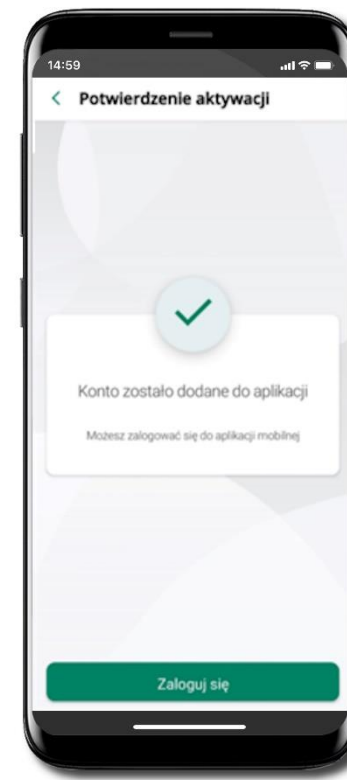 14:59
Potwierdzenie aktywacji
Konto zostało dodane do aplikacji
Możesz zalogować się do aplikacji mobilnej
Zaloguj się